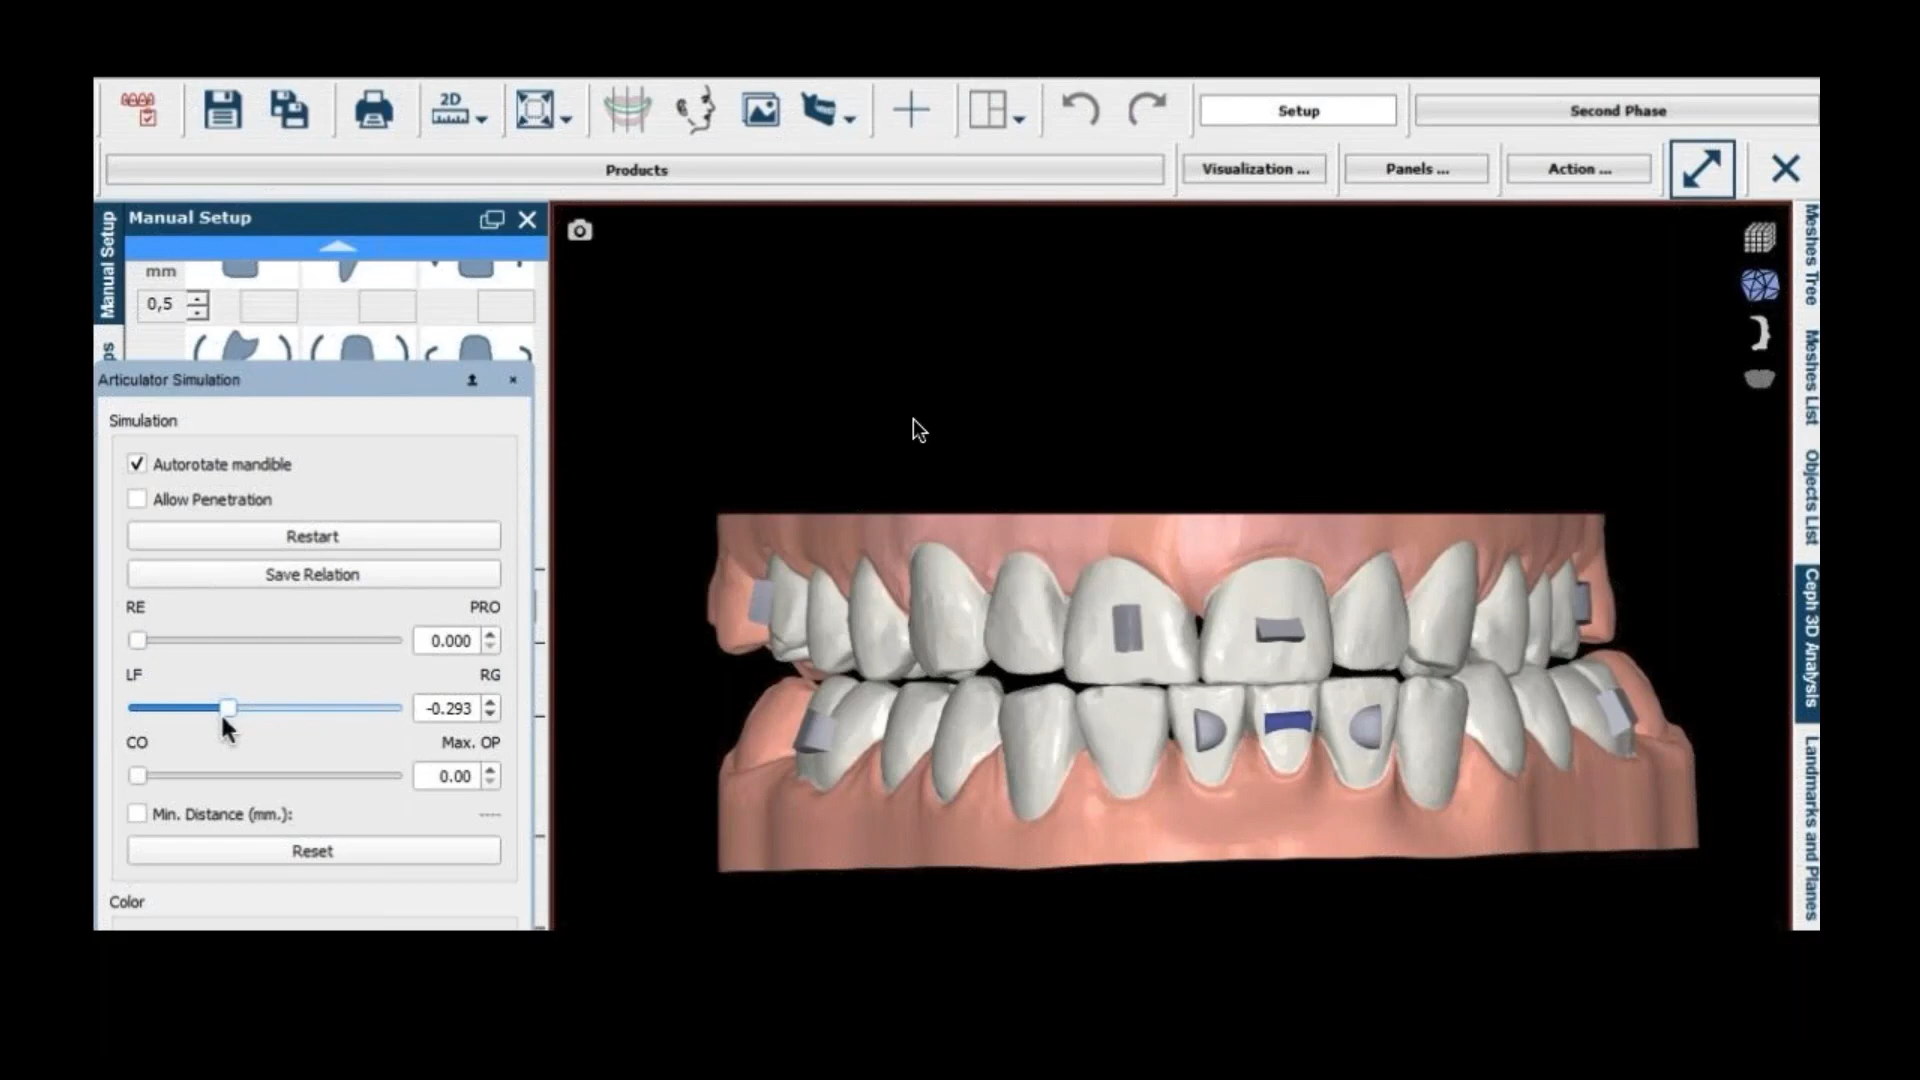 2D
Setup
Second Phase
Products
Visualization ...
Panels ...
Action ...
Manual Setup
Manual Setup
mm
0,5
Articulator Simulation
Simulation
Autorotate mandible
Allow Penetration
Restart
Save Relation
RE
PRO
0.000
LF
RG
-0.293
CO
Max. OP
0.00
Min. Distance (mm.):
----
Reset
Color
Meshes Tree
Meshes List
Objects List
Ceph 3D Analysis
Landmarks and Planes